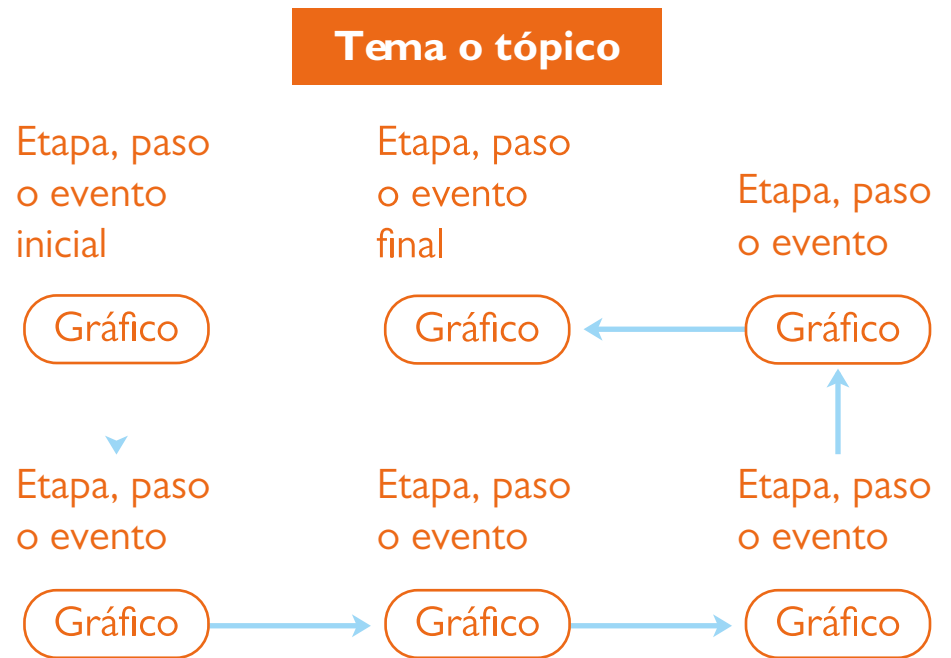 Tema o tópico
Etapa, paso
o evento
inicial
Gráfico
Etapa, paso
o evento
final
Gráfico
Etapa, paso
o evento
Gráfico
Etapa, paso
o evento
Gráfico
Etapa, paso
o evento
Gráfico
Etapa, paso
o evento
Gráfico